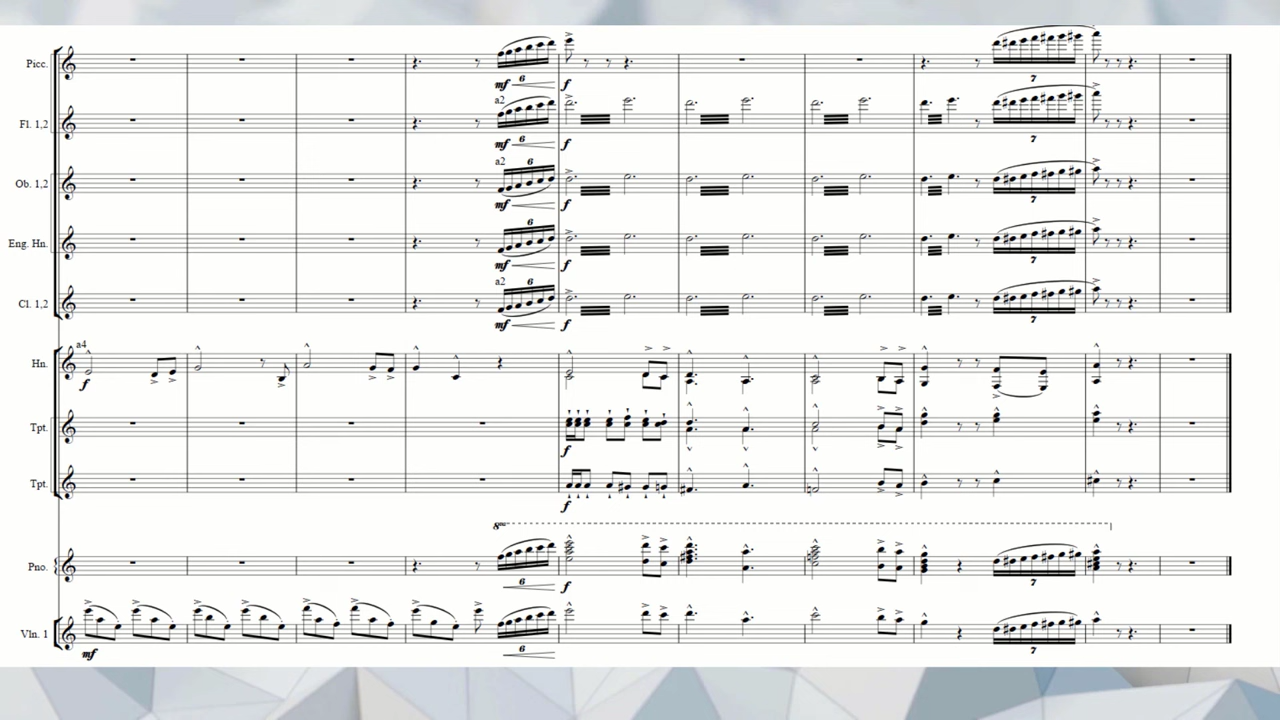 Picc.
6
mf
f
7
Fl. 1,2
a2
6
mf
f
7
Ob. 1,2
a2
6
mf
f
7
Eng. Hn.
6
mf
f
7
Cl. 1,2
a2
6
mf
f
7
Hn.
a4
f
Tpt.
f
Tpt.
f
8va
Pno.
6
f
7
Vln. 1
mf
6
7